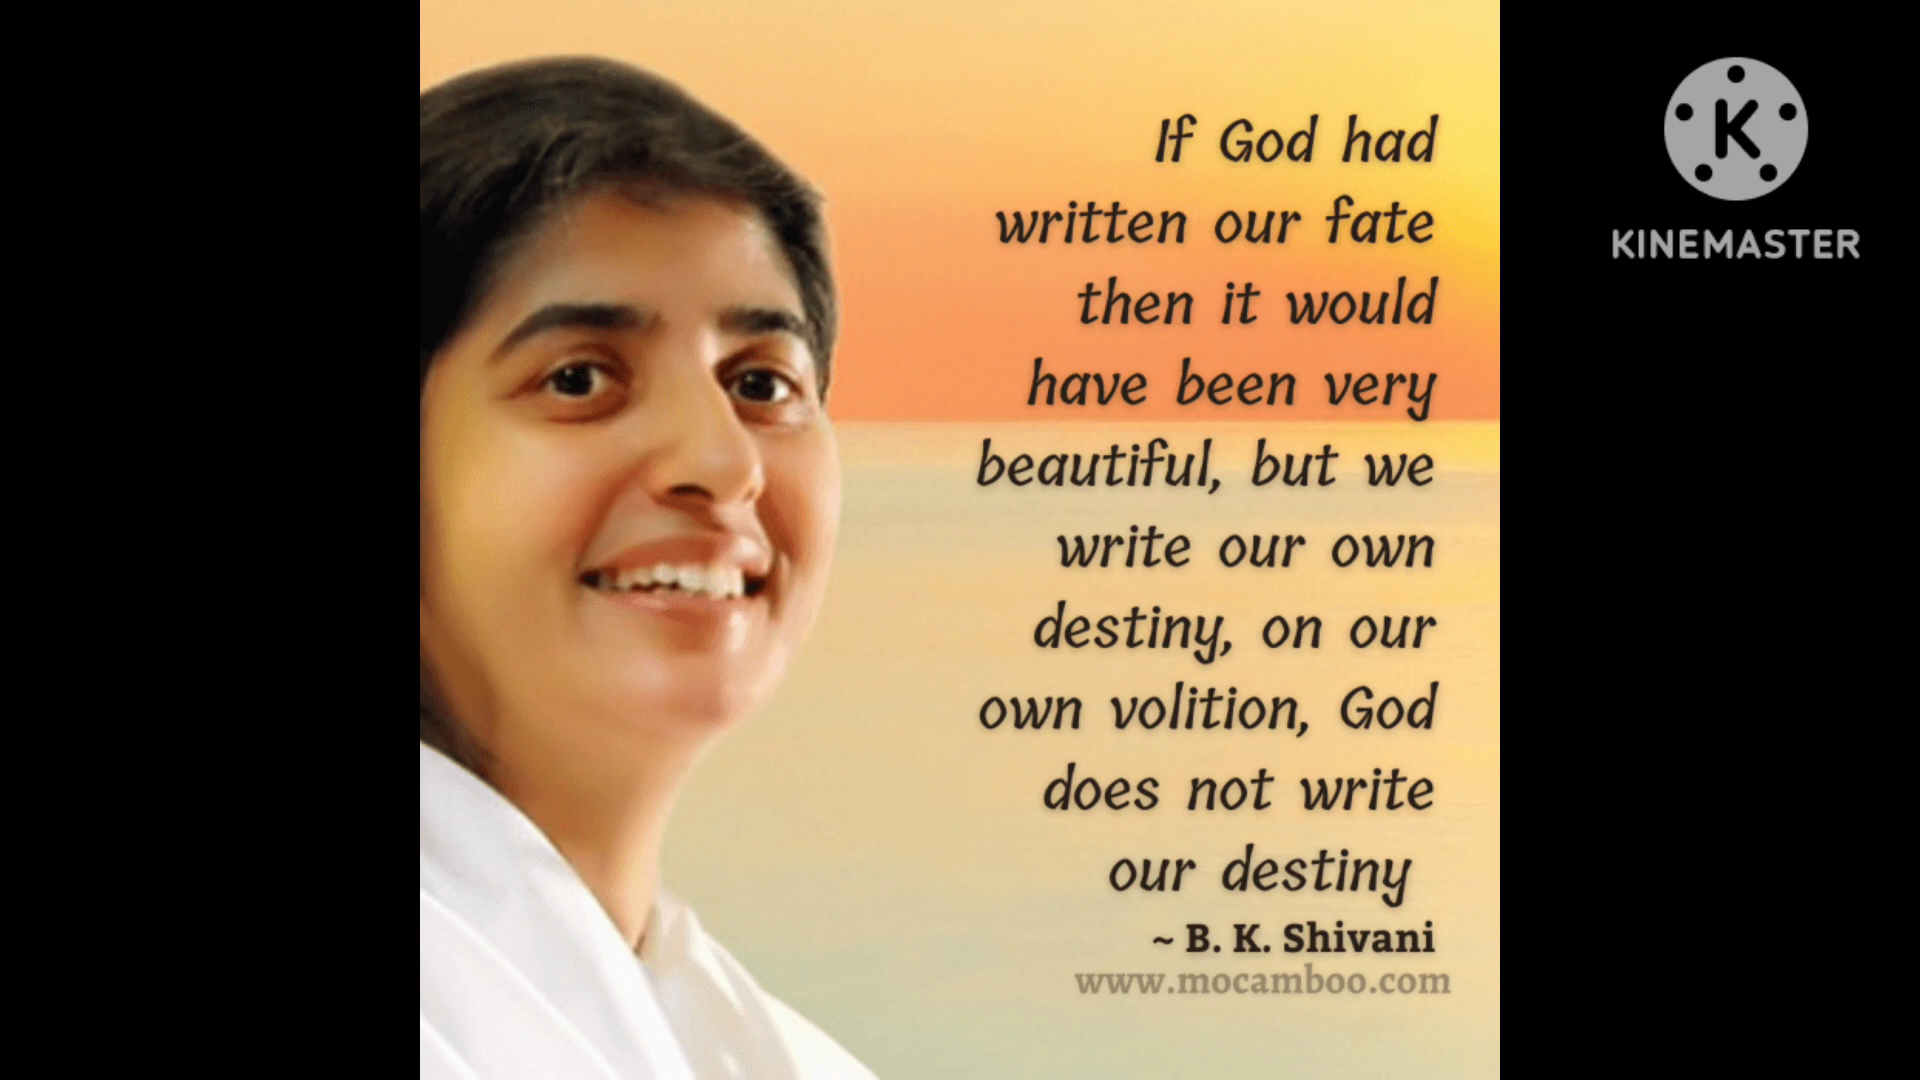 If God had
written our fate
then it would
have been very
beautiful, but we
write our own
destiny, on our
own volition, God
does not write
our destiny
~ B. K. Shivani
www.mocamboo.com
K
KINEMASTER